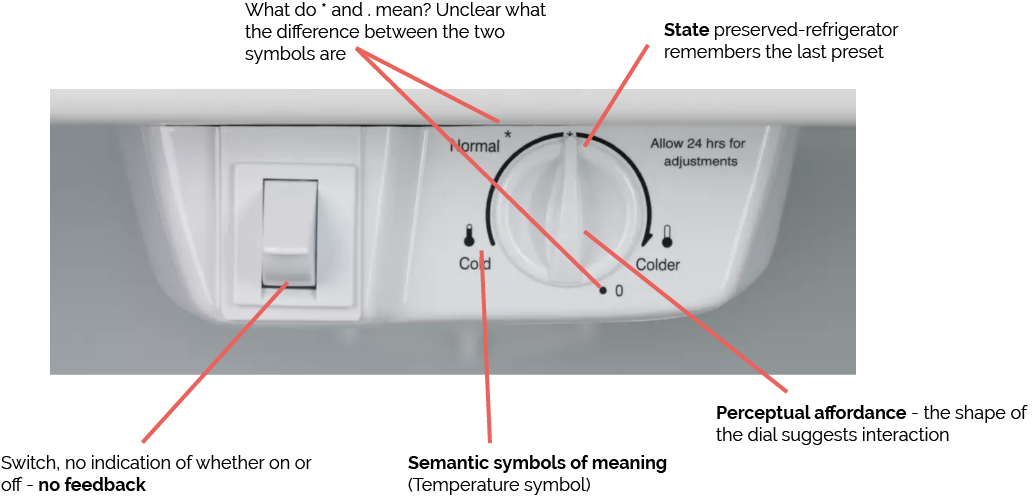 What do * and . mean? Unclear what
the difference between the two
symbols are
State preserved-refrigerator
remembers the last preset
Normal *
*
Allow 24 hrs for
adjustments
Cold
Colder
• 0
Perceptual affordance - the shape of
the dial suggests interaction
Switch, no indication of whether on or
off - no feedback
Semantic symbols of meaning
(Temperature symbol)